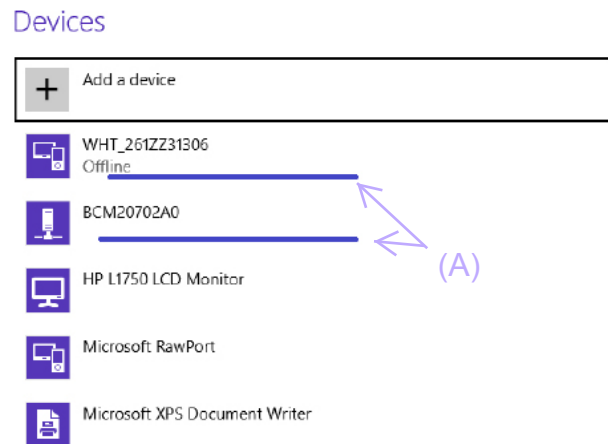 Devices
Add a device
WHT_261ZZ31306
Offline
BCM20702A0
(A)
HP L1750 LCD Monitor
Microsoft RawPort
Microsoft XPS Document Writer